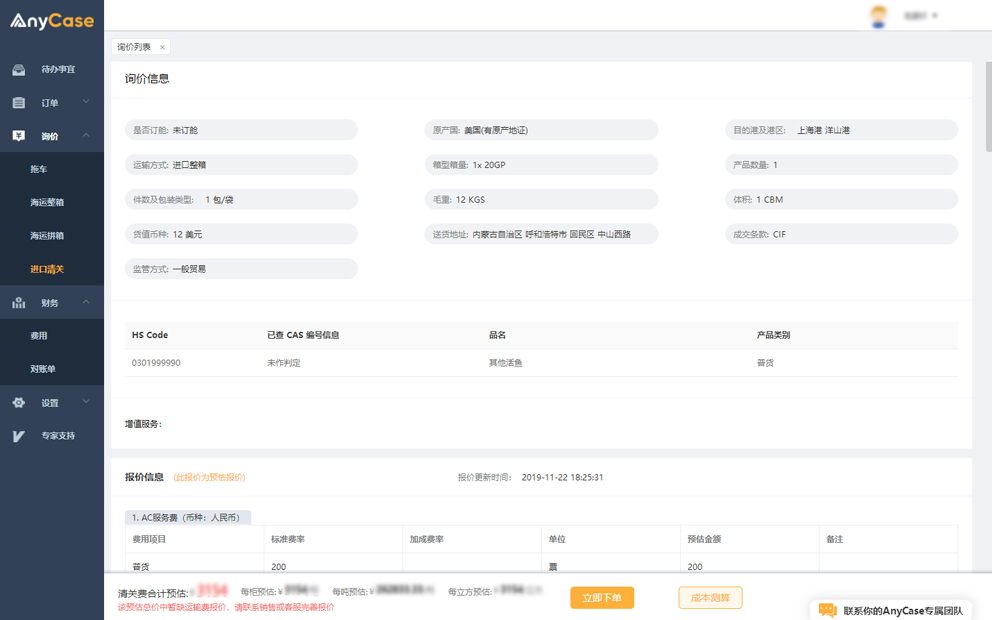 AnyCase
待办事宜
订单
询价
拖车
海运整箱
海运拼箱
进口清关
财务
费用
对账单
设置
专家支持
询价列表 ×
询价信息
是否订舱: 未订舱 原产国: 美国(有原产地证) 目的港及港区: 上海港 洋山港
运输方式: 进口整箱 箱型箱量: 1x 20GP 产品数量: 1
件数及包装类型: 1 包/袋 毛重: 12 KGS 体积: 1 CBM
货值币种: 12 美元 送货地址: 内蒙古自治区 呼和浩特市 回民区 中山西路 成交条款: CIF
监管方式: 一般贸易
HS Code 已查 CAS 编号信息 品名 产品类别
0301999990 未作判定 其他活鱼 普货
增值服务:
报价信息 (此报价为预估报价) 报价更新时间: 2019-11-22 18:25:31
1. AC服务费（币种：人民币）
费用项目 标准费率 加成费率 单位 预估金额 备注
普货 200 票 200
清关费合计预估: 每柜预估:¥ 每吨预估:¥ 每立方预估:¥ 立即下单 成本测算
该预估总价中暂缺运输费报价，请联系销售或客服完善报价
联系你的AnyCase专属团队